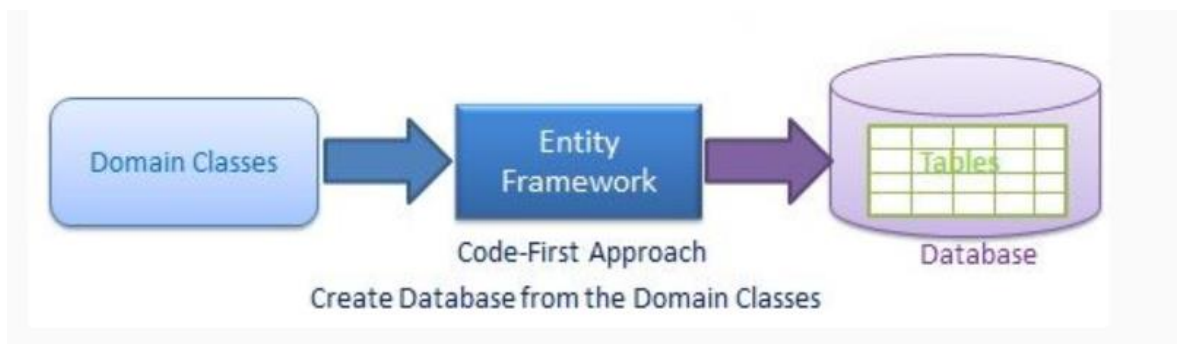 Domain Classes
Entity
Framework
Tables
Code-First Approach
Database
Create Database from the Domain Classes